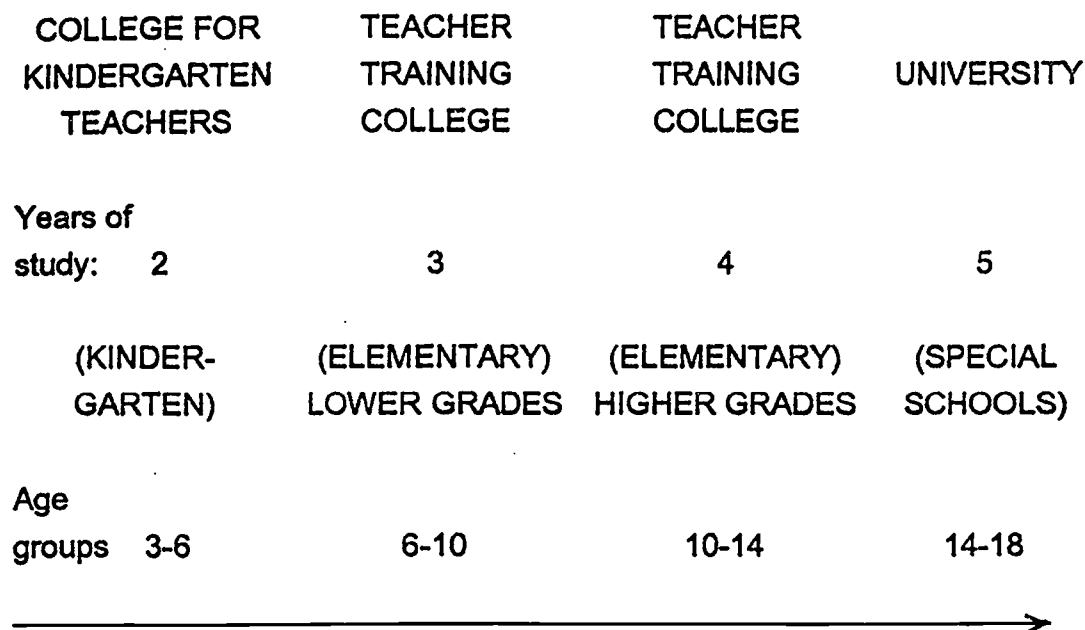 COLLEGE FOR TEACHER TEACHER
KINDERGARTEN TRAINING TRAINING UNIVERSITY
TEACHERS COLLEGE COLLEGE
Years of
study: 2 3 4 5
(KINDER- (ELEMENTARY) (ELEMENTARY) (SPECIAL
GARTEN) LOWER GRADES HIGHER GRADES SCHOOLS)
Age
groups 3-6 6-10 10-14 14-18